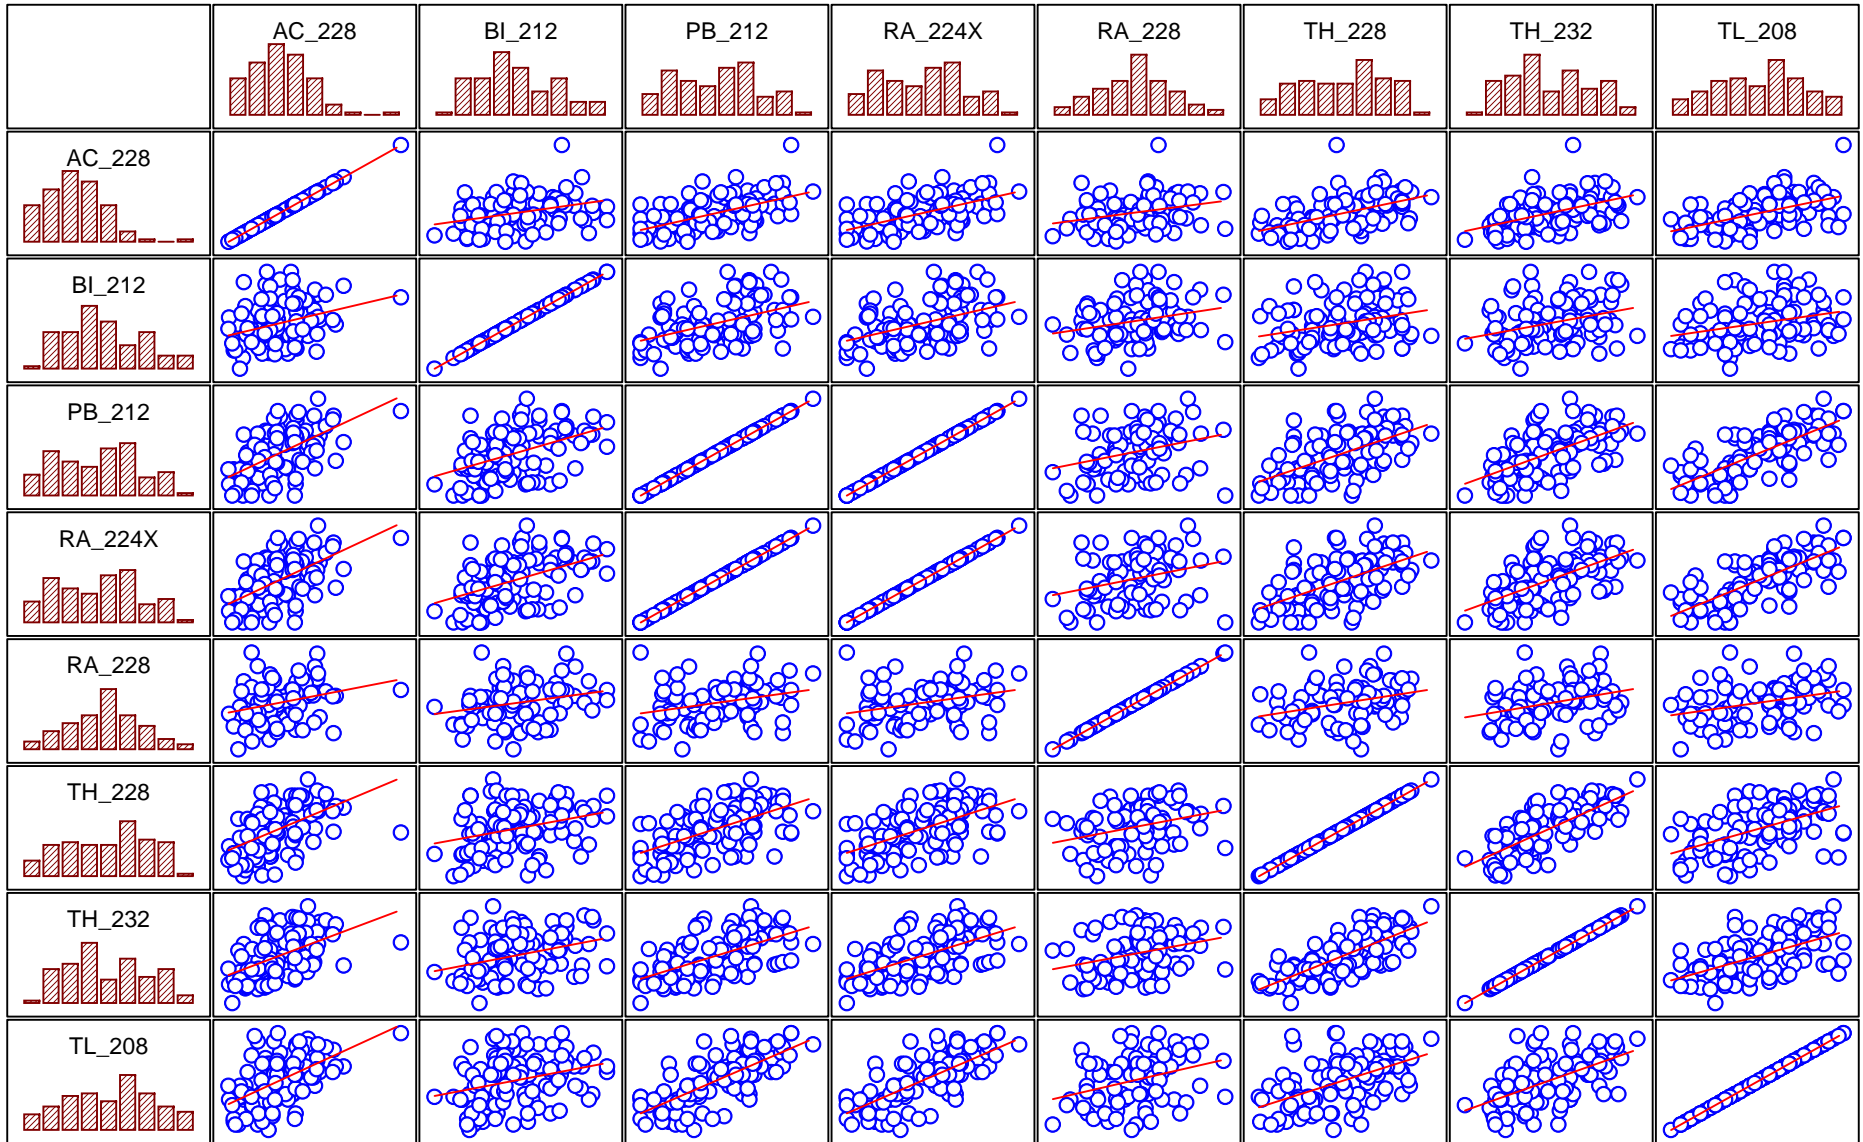 AC_228 BI_212 PB_212 RA_224X RA_228 TH_228 TH_232 TL_208
AC_228
BI_212
PB_212
RA_224X
RA_228
TH_228
TH_232
TL_208